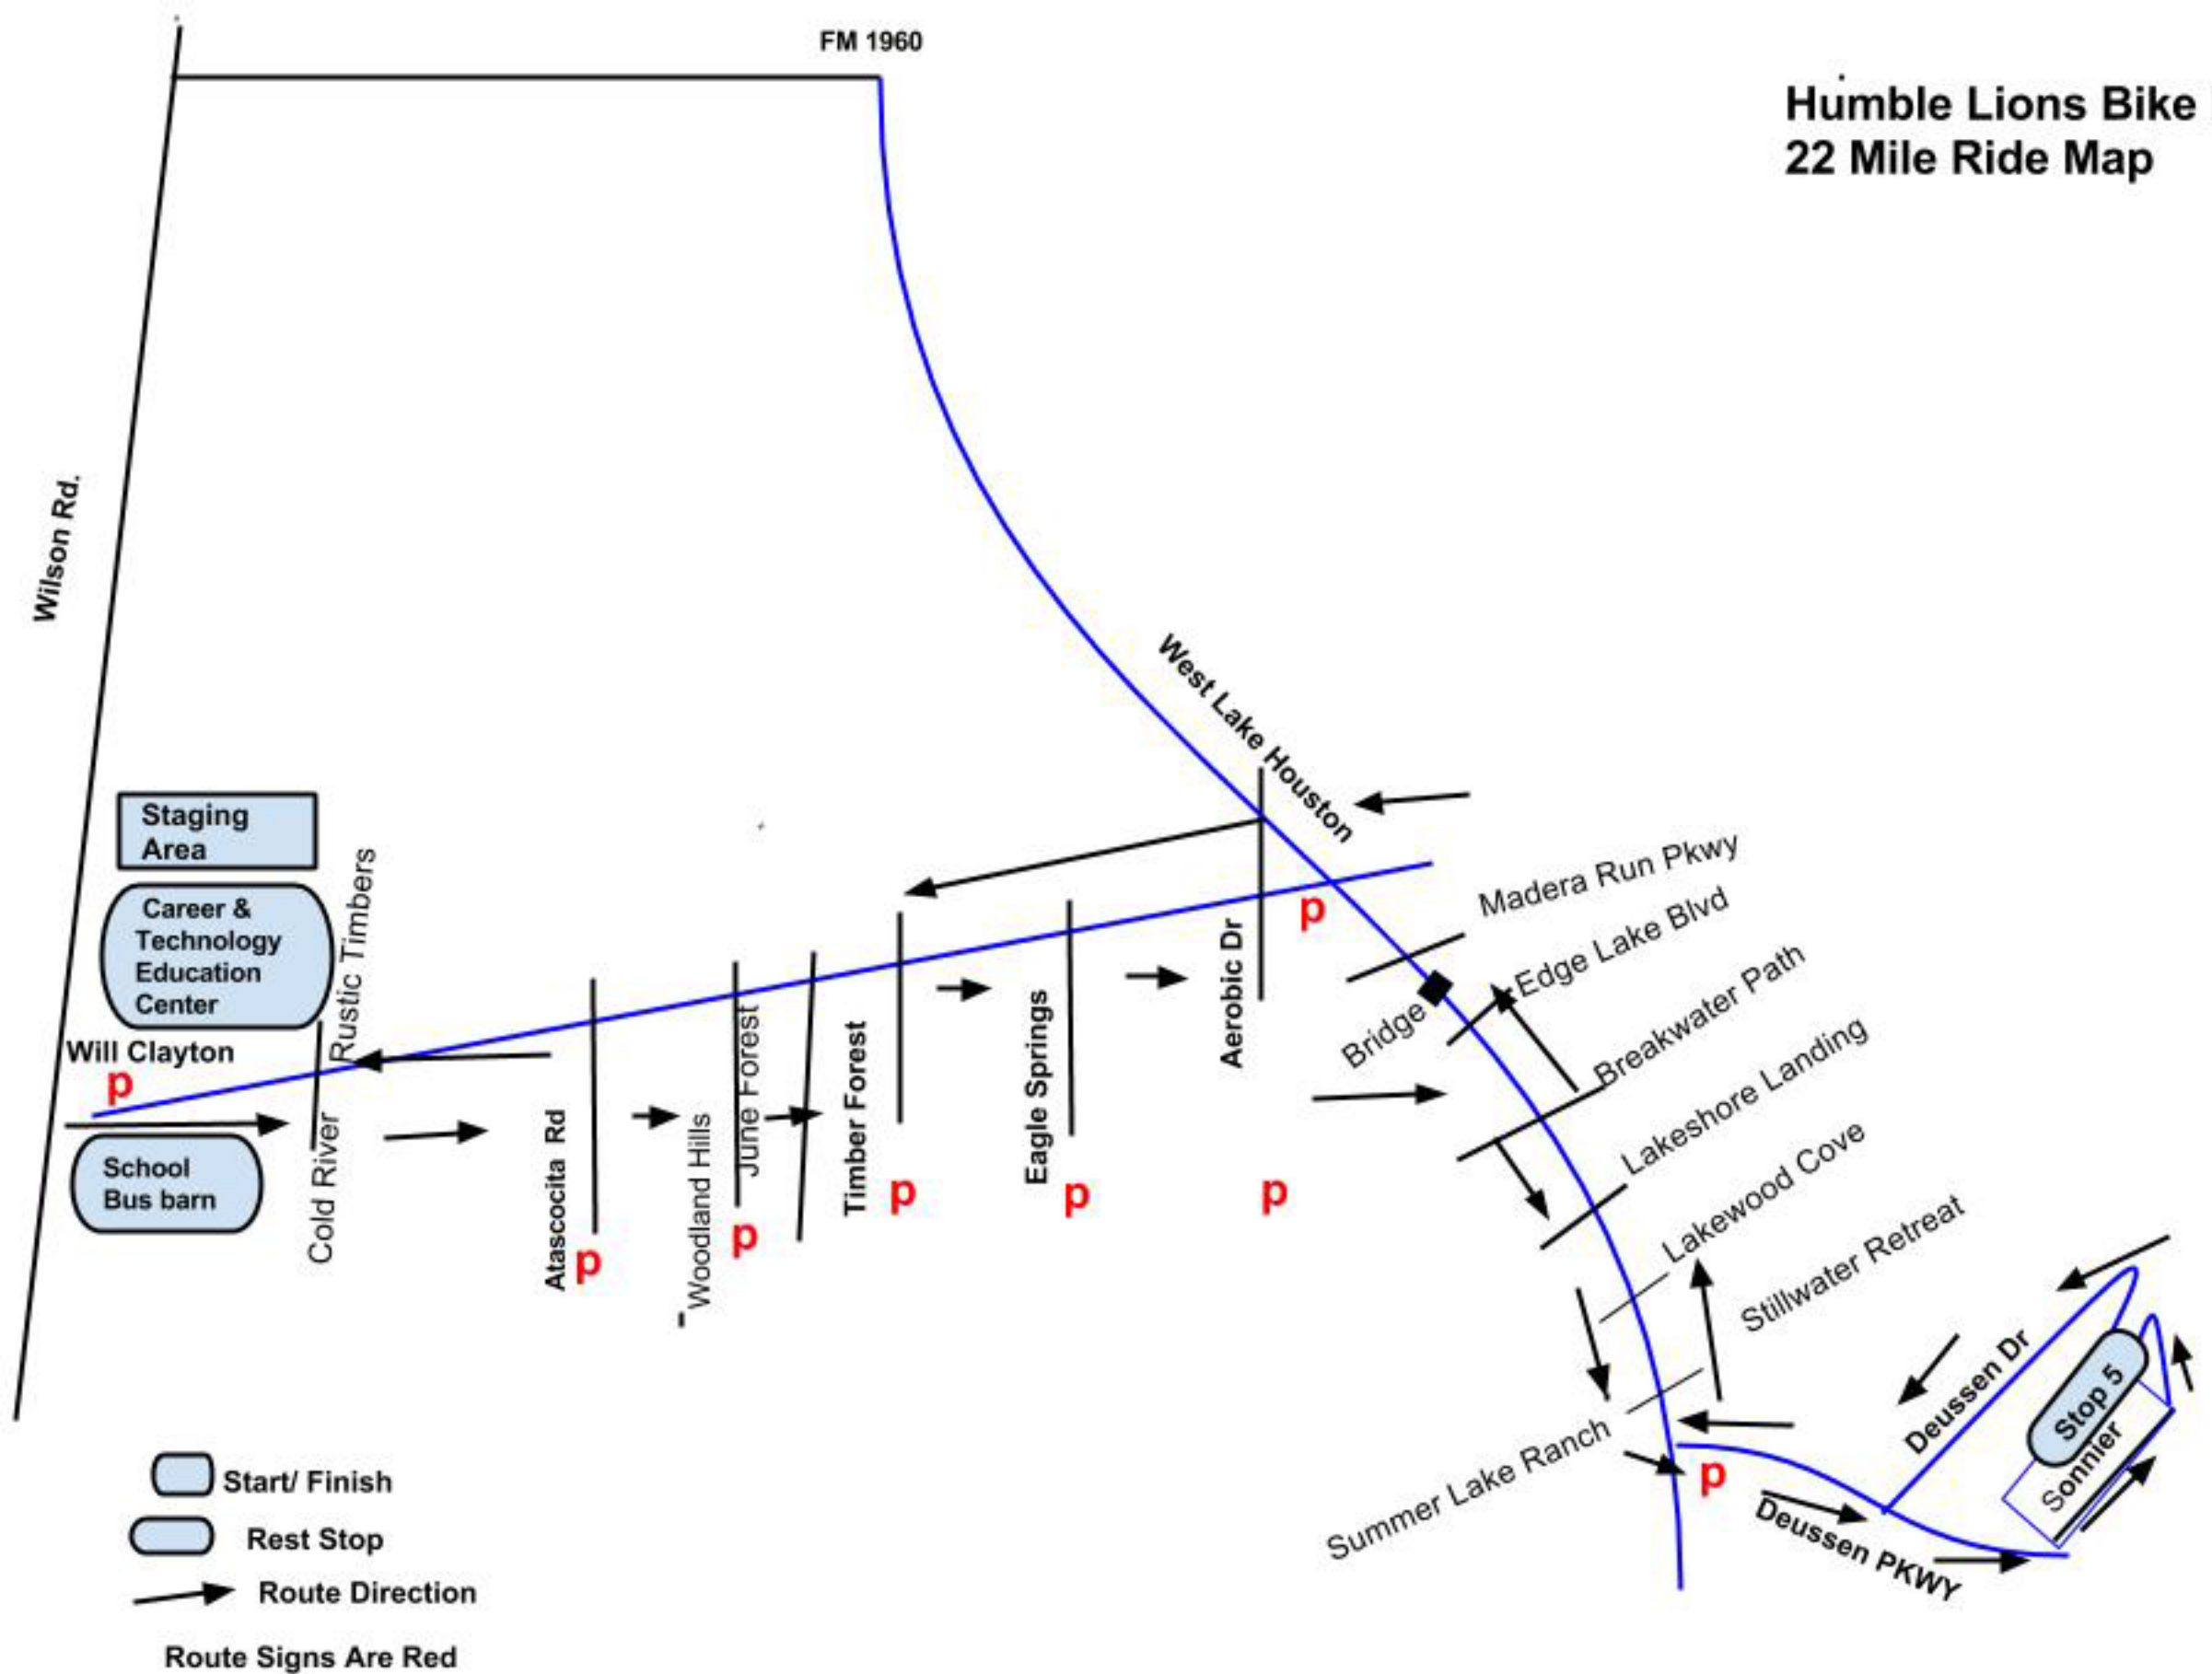 FM 1960
Humble Lions Bike
22 Mile Ride Map
Wilson Rd.
West Lake Houston
Staging
Area
Career &
Technology
Education
Center
Rustic Timbers
Will Clayton
p
School
Bus barn
Cold River
Atascocita Rd
p
Woodland Hills
June Forest
p
Timber Forest
p
Eagle Springs
p
Aerobic Dr
p
p
Madera Run Pkwy
Edge Lake Blvd
Bridge
Breakwater Path
Lakeshore Landing
Lakewood Cove
Stillwater Retreat
Summer Lake Ranch
p
Deussen Dr
Deussen PKWY
Stop 5
Sonnier
Start/ Finish
Rest Stop
Route Direction
Route Signs Are Red